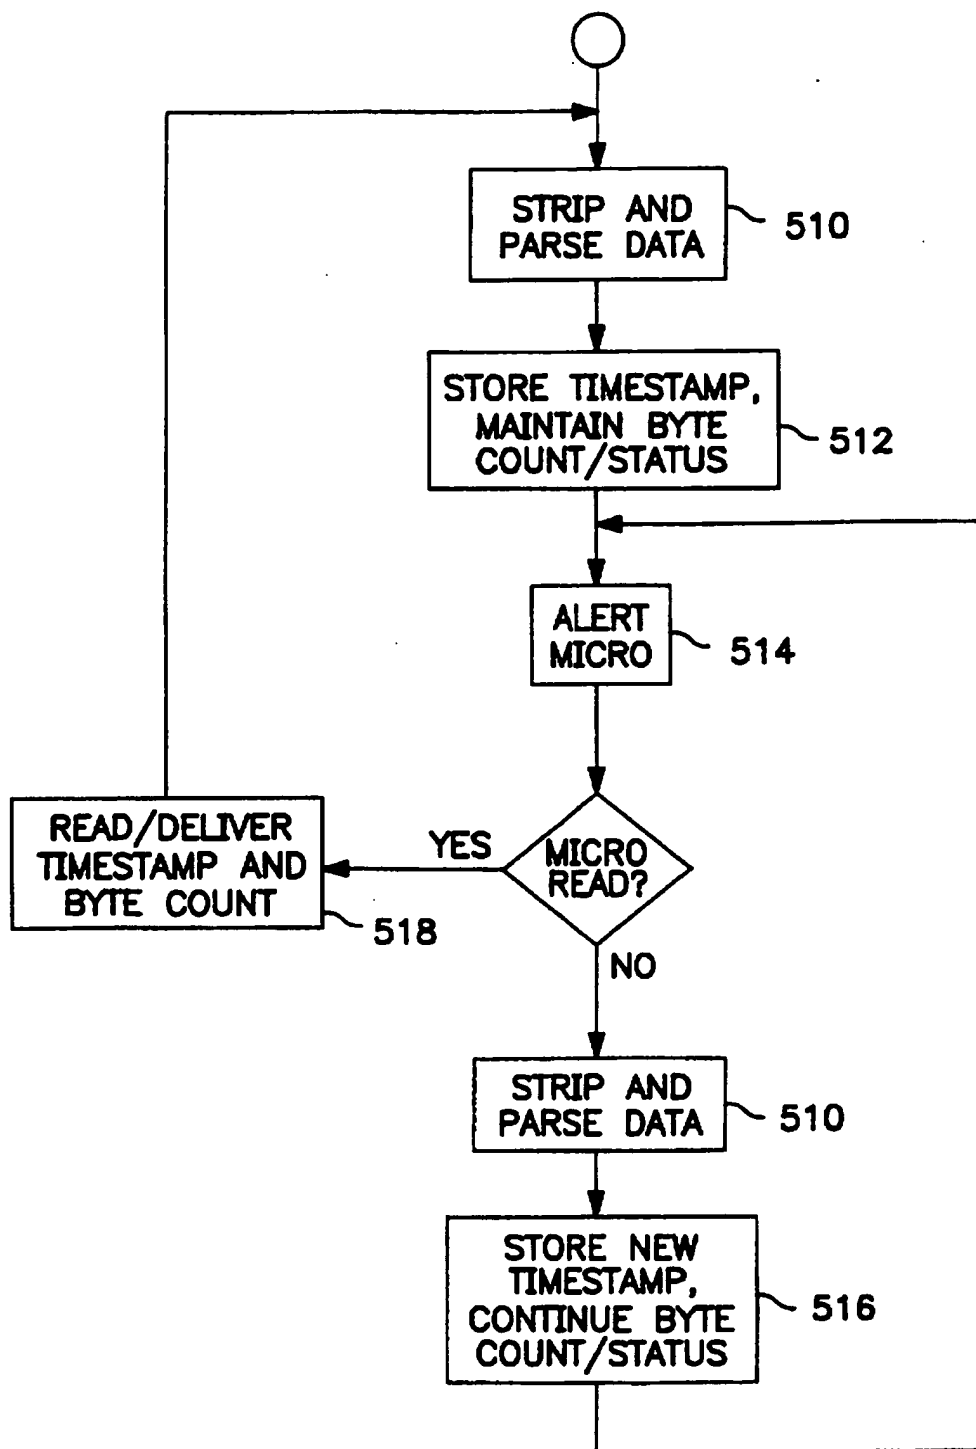 STRIP AND
PARSE DATA
510
STORE TIMESTAMP,
MAINTAIN BYTE
COUNT/STATUS
512
ALERT
MICRO
514
MICRO
READ?
YES
READ/DELIVER
TIMESTAMP AND
BYTE COUNT
518
NO
STRIP AND
PARSE DATA
510
STORE NEW
TIMESTAMP,
CONTINUE BYTE
COUNT/STATUS
516